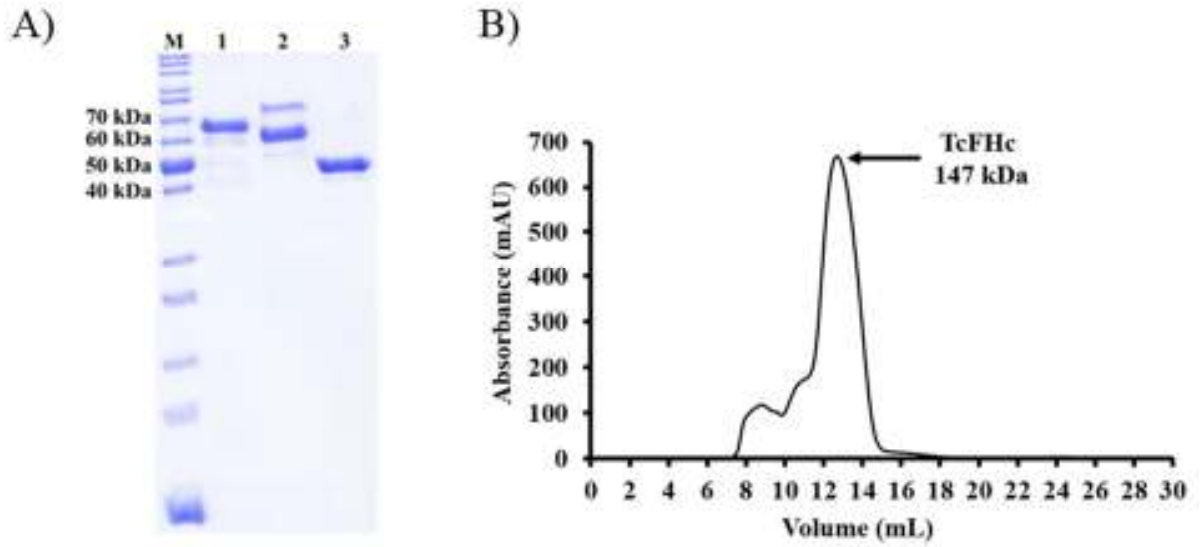 A)
M 1 2 3
70 kDa
60 kDa
50 kDa
40 kDa
B)
TcFHc
147 kDa
Absorbance (mAU)
700
600
500
400
300
200
100
0
0 2 4 6 8 10 12 14 16 18 20 22 24 26 28 30
Volume (mL)